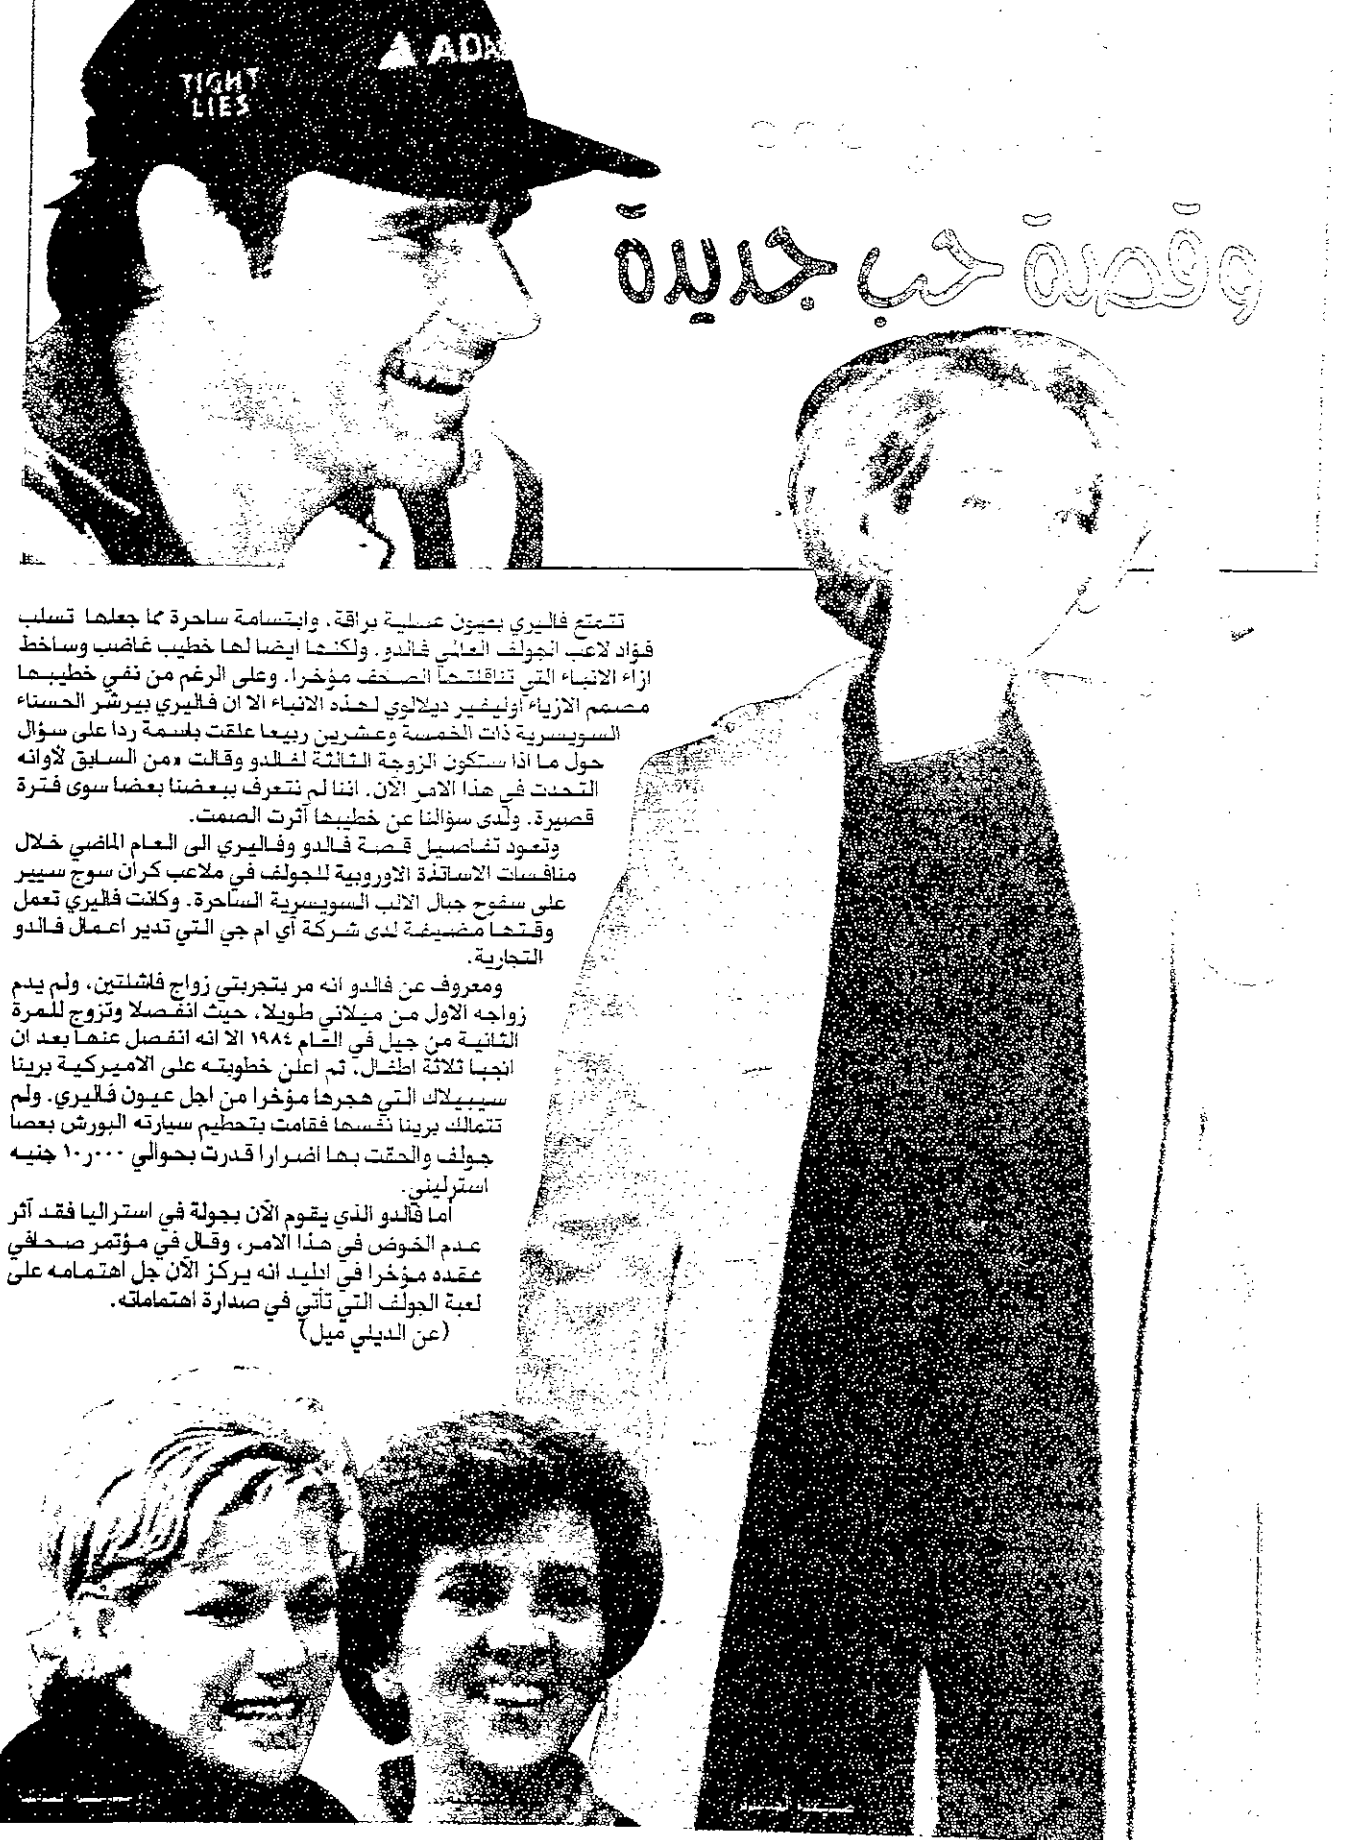 TIGHT
LIES
وقصة حب جديدة
تتمتع فاليري بعيون عسلية براقة، وابتسامة ساحرة مما جعلها تسلب
فؤاد لاعب الجولف العالمي فالدو، ولكنها ايضا لها خطيب غاضب وساخط
ازاء الانباء التي تناقلتها الصحف مؤخرا. وعلى الرغم من نفي خطيبها
مصمم الازياء اوليفير ديلالوي لهذه الانباء الا ان فاليري بيرشر الحسناء
السويسرية ذات الخمسة وعشرين ربيعا علقت باسمة ردا على سؤال
حول ما اذا ستكون الزوجة الثالثة لفالدو وقالت «من السابق لأوانه
التحدث في هذا الامر الآن. اننا لم نتعرف ببعضنا بعضا سوى فترة
قصيرة. ولدى سؤالنا عن خطيبها آثرت الصمت.
وتعود تفاصيل قصة فالدو وفاليري الى العام الماضي خلال
منافسات الاساتذة الاوروبية للجولف في ملاعب كران سوج سيير
على سفوح جبال الالب السويسرية الساحرة. وكانت فاليري تعمل
وقتها مضيفة لدى شركة آي ام جي التي تدير اعمال فالدو
التجارية.
ومعروف عن فالدو انه مر بتجربتي زواج فاشلتين، ولم يدم
زواجه الاول من ميلاني طويلا، حيث انفصلا وتزوج للمرة
الثانية من جيل في العام ١٩٨٤ الا انه انفصل عنها بعد ان
انجبا ثلاثة اطفال. ثم اعلن خطوبته على الاميركية برينا
سيبيلاك التي هجرها مؤخرا من اجل عيون فاليري. ولم
تتمالك برينا نفسها فقامت بتحطيم سيارته البورش بعصا
جولف والحقت بها اضرارا قدرت بحوالي ١٠٫٠٠٠ جنيه
استرليني.
أما فالدو الذي يقوم الآن بجولة في استراليا فقد آثر
عدم الخوض في هذا الامر، وقال في مؤتمر صحافي
عقده مؤخرا في ادليد انه يركز الآن جل اهتمامه على
لعبة الجولف التي تأتي في صدارة اهتماماته.
(عن الديلي ميل)